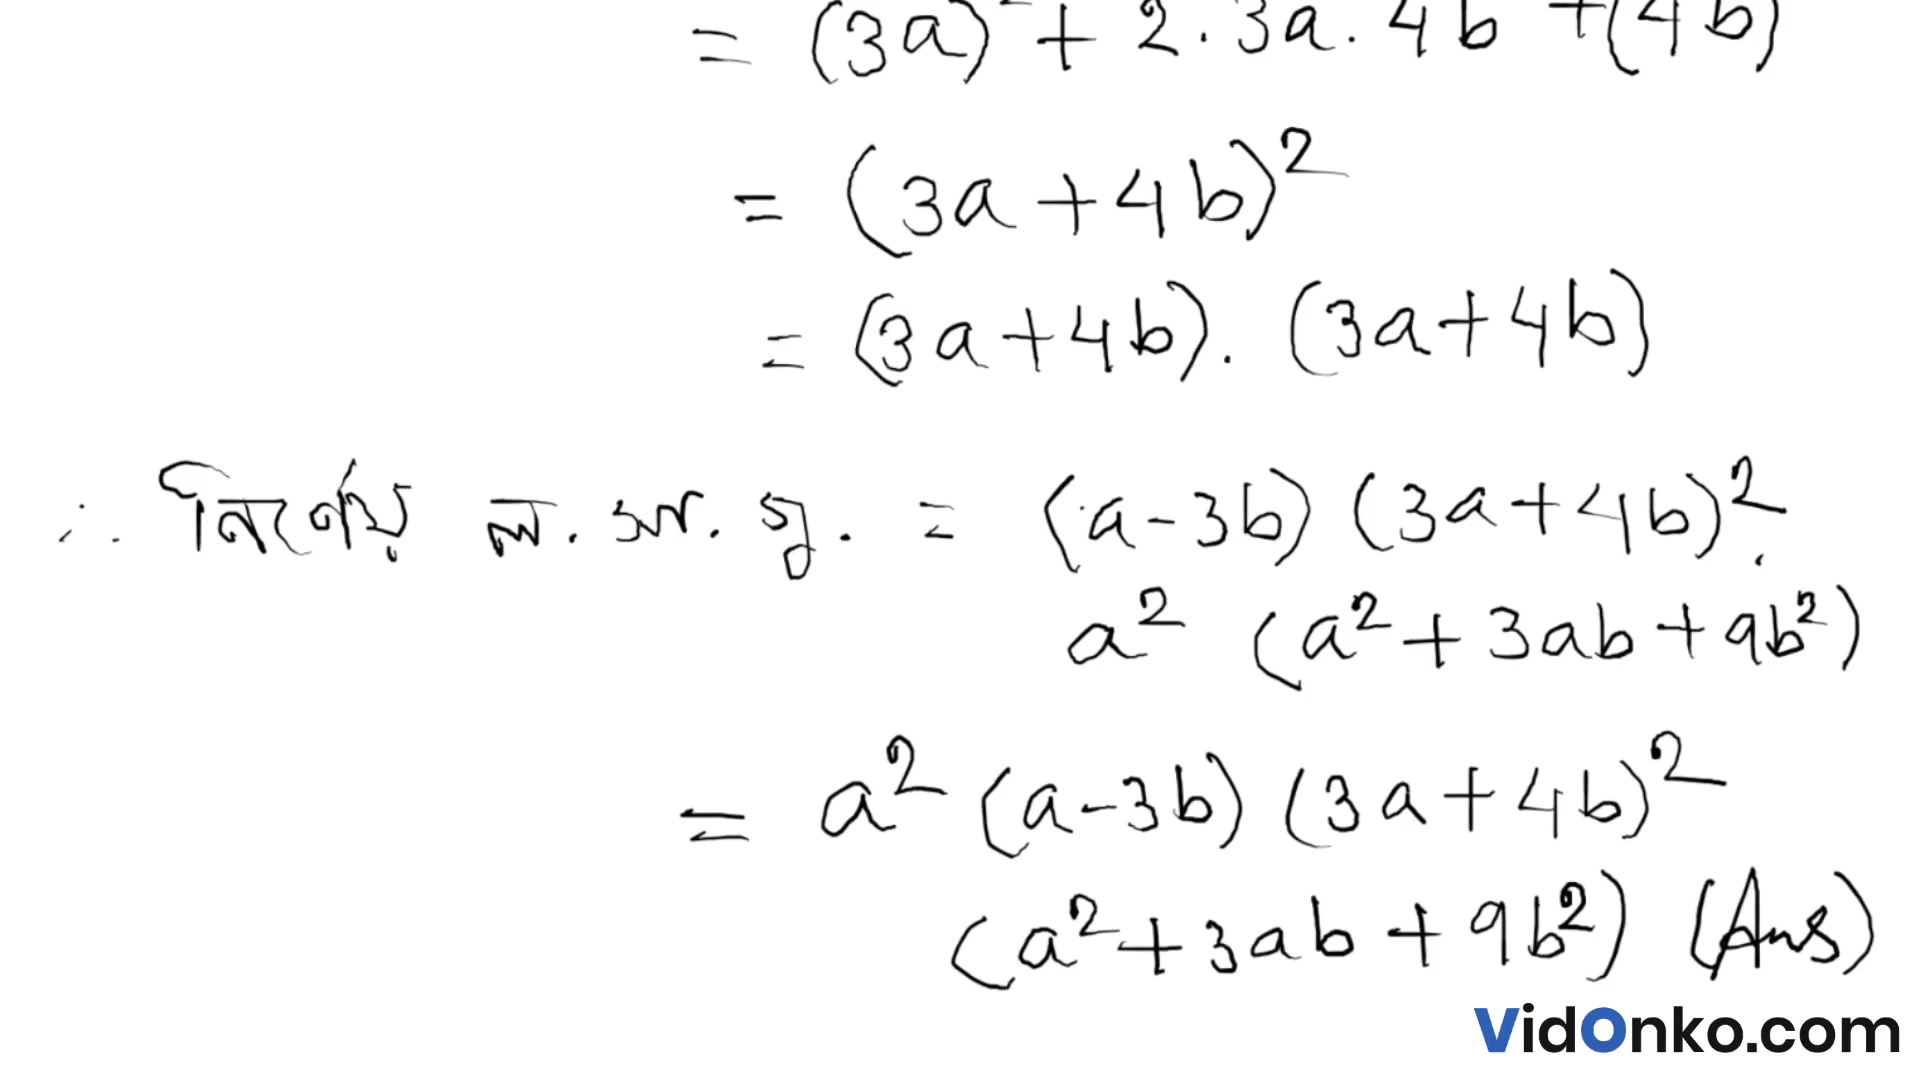 = (3a)² + 2 . 3a . 4b + (4b)
= (3a + 4b)²
= (3a + 4b) . (3a + 4b)
∴ নির্ণেয় ল. সা. গু. = (a - 3b) (3a + 4b)² .
a² (a² + 3ab + 9b²)
= a² (a - 3b) (3a + 4b)²
(a² + 3ab + 9b²) (Ans)
VidOnko.com